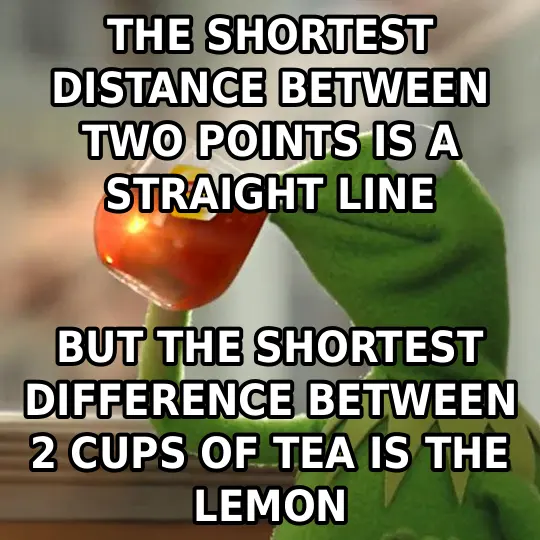 THE SHORTEST
DISTANCE BETWEEN
TWO POINTS IS A
STRAIGHT LINE
BUT THE SHORTEST
DIFFERENCE BETWEEN
2 CUPS OF TEA IS THE
LEMON